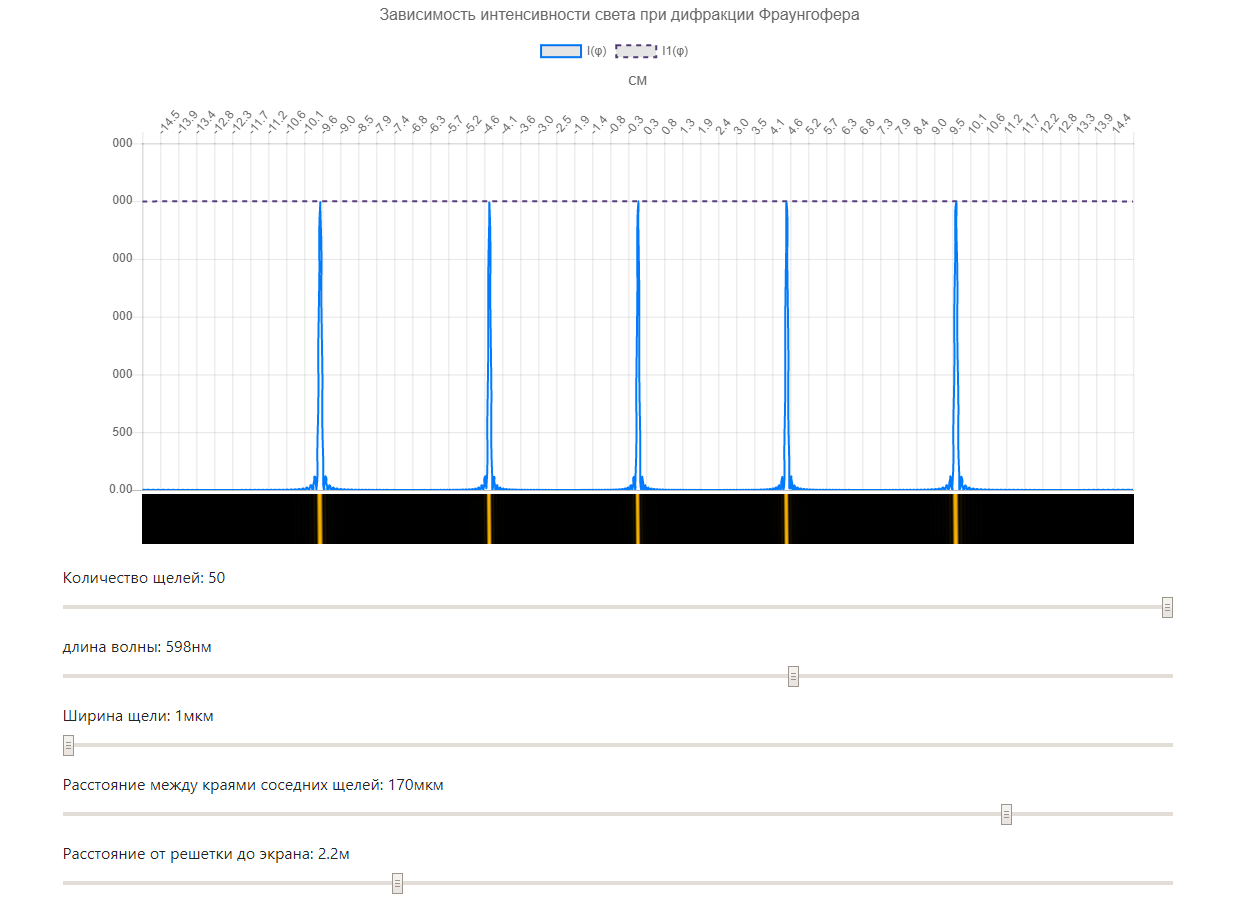 Зависимость интенсивности света при дифракции Фраунгофера
I(φ) I1(φ)
см
-14.5 -13.9 -13.4 -12.8 -12.3 -11.7 -11.2 -10.6 -10.1 -9.6 -9.0 -8.5 -7.9 -7.4 -6.8 -6.3 -5.7 -5.2 -4.6 -4.1 -3.6 -3.0 -2.5 -1.9 -1.4 -0.8 -0.3 0.3 0.8 1.3 1.9 2.4 3.0 3.5 4.1 4.6 5.2 5.7 6.3 6.8 7.3 7.9 8.4 9.0 9.5 10.1 10.6 11.2 11.7 12.2 12.8 13.3 13.9 14.4
000
000
000
000
000
500
0.00
Количество щелей: 50
длина волны: 598нм
Ширина щели: 1мкм
Расстояние между краями соседних щелей: 170мкм
Расстояние от решетки до экрана: 2.2м